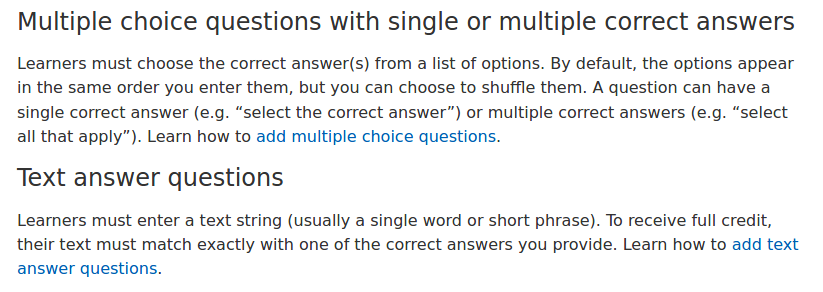 Multiple choice questions with single or multiple correct answers
Learners must choose the correct answer(s) from a list of options. By default, the options appear
in the same order you enter them, but you can choose to shuffle them. A question can have a
single correct answer (e.g. “select the correct answer”) or multiple correct answers (e.g. “select
all that apply”). Learn how to add multiple choice questions.
Text answer questions
Learners must enter a text string (usually a single word or short phrase). To receive full credit,
their text must match exactly with one of the correct answers you provide. Learn how to add text
answer questions.